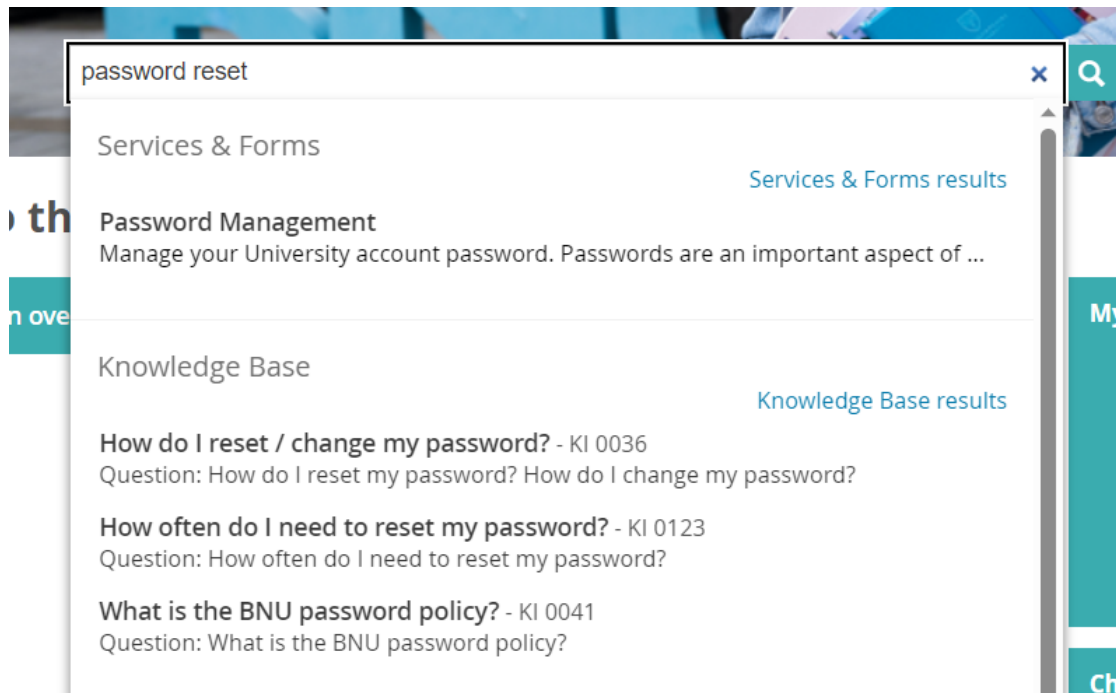 password reset
Services & Forms
Services & Forms results
Password Management
Manage your University account password. Passwords are an important aspect of ...
Knowledge Base
Knowledge Base results
How do I reset / change my password? - KI 0036
Question: How do I reset my password? How do I change my password?
How often do I need to reset my password? - KI 0123
Question: How often do I need to reset my password?
What is the BNU password policy? - KI 0041
Question: What is the BNU password policy?